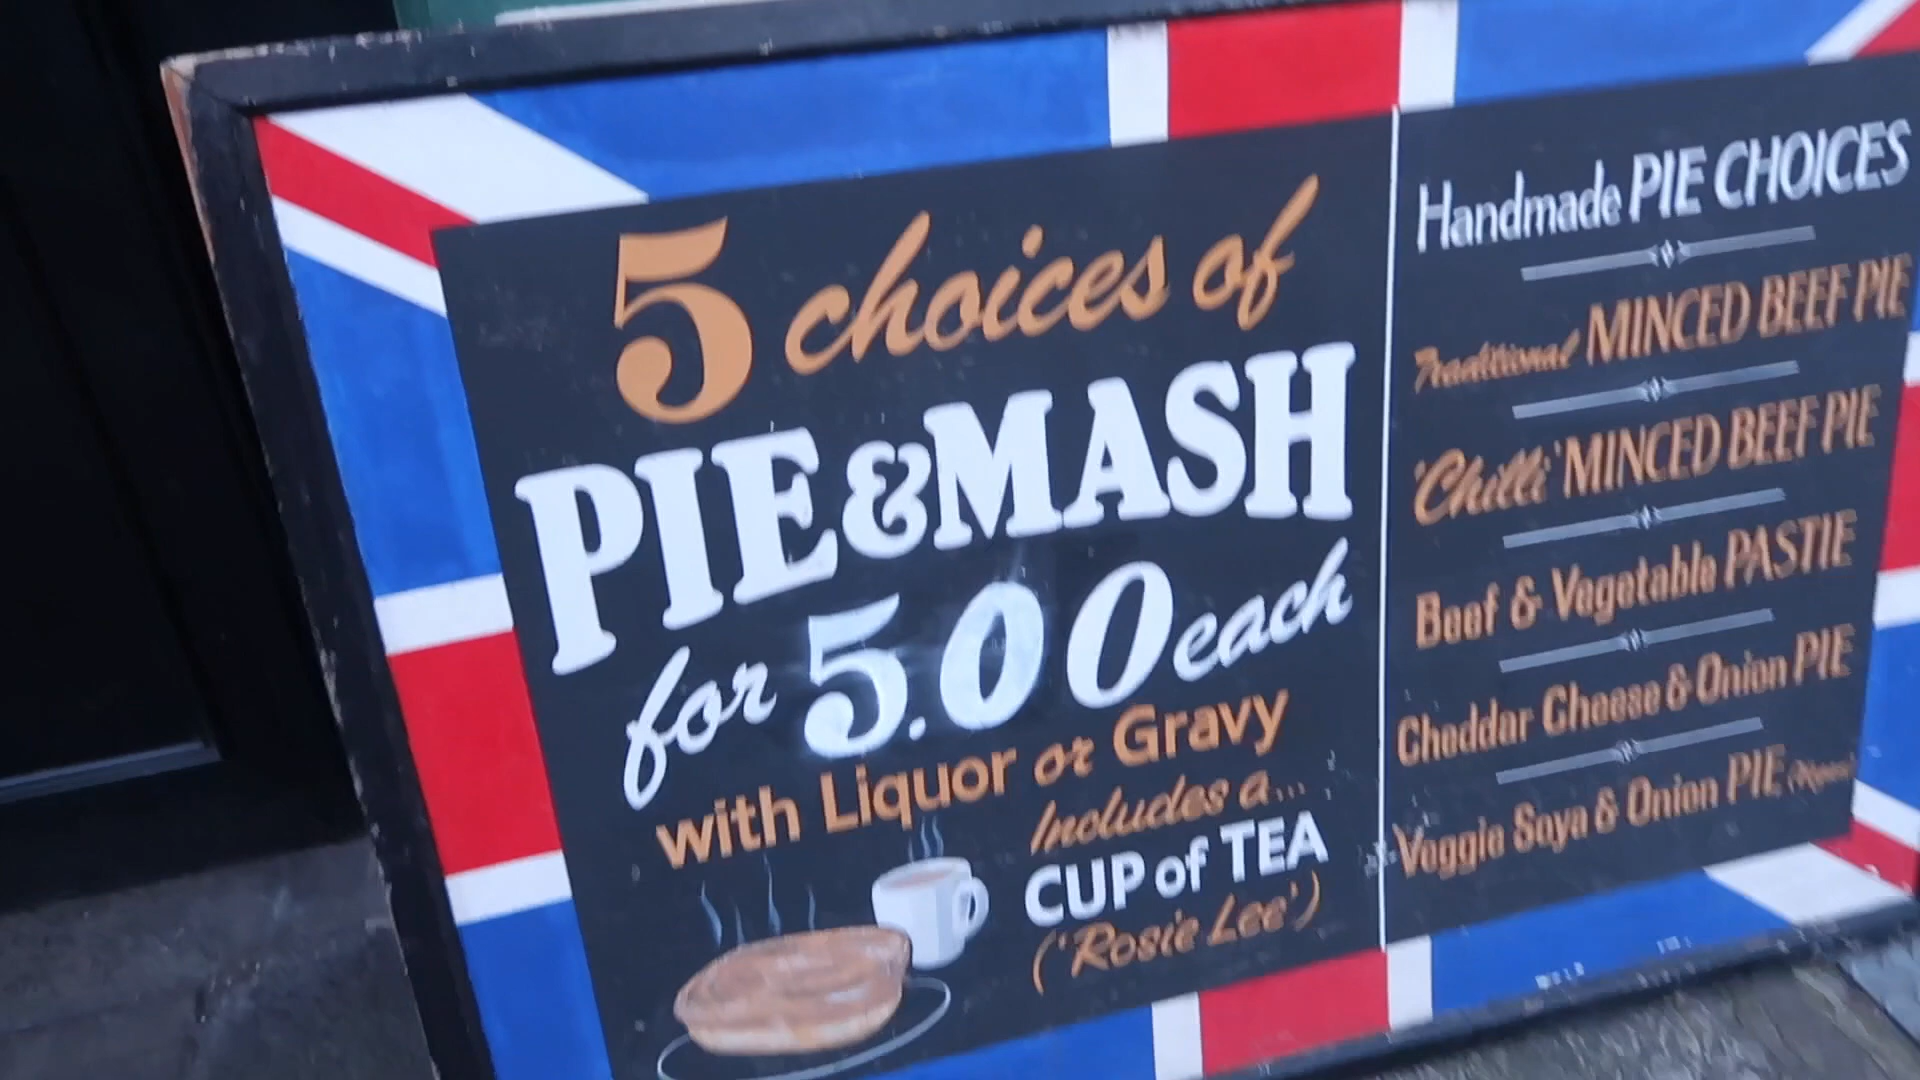 5 choices of
PIE & MASH
for 5.00 each
with Liquor or Gravy
Includes a...
CUP of TEA
('Rosie Lee')
Handmade PIE CHOICES
Traditional MINCED BEEF PIE
'Chilli' MINCED BEEF PIE
Beef & Vegetable PASTIE
Cheddar Cheese & Onion PIE
Veggie Soya & Onion PIE